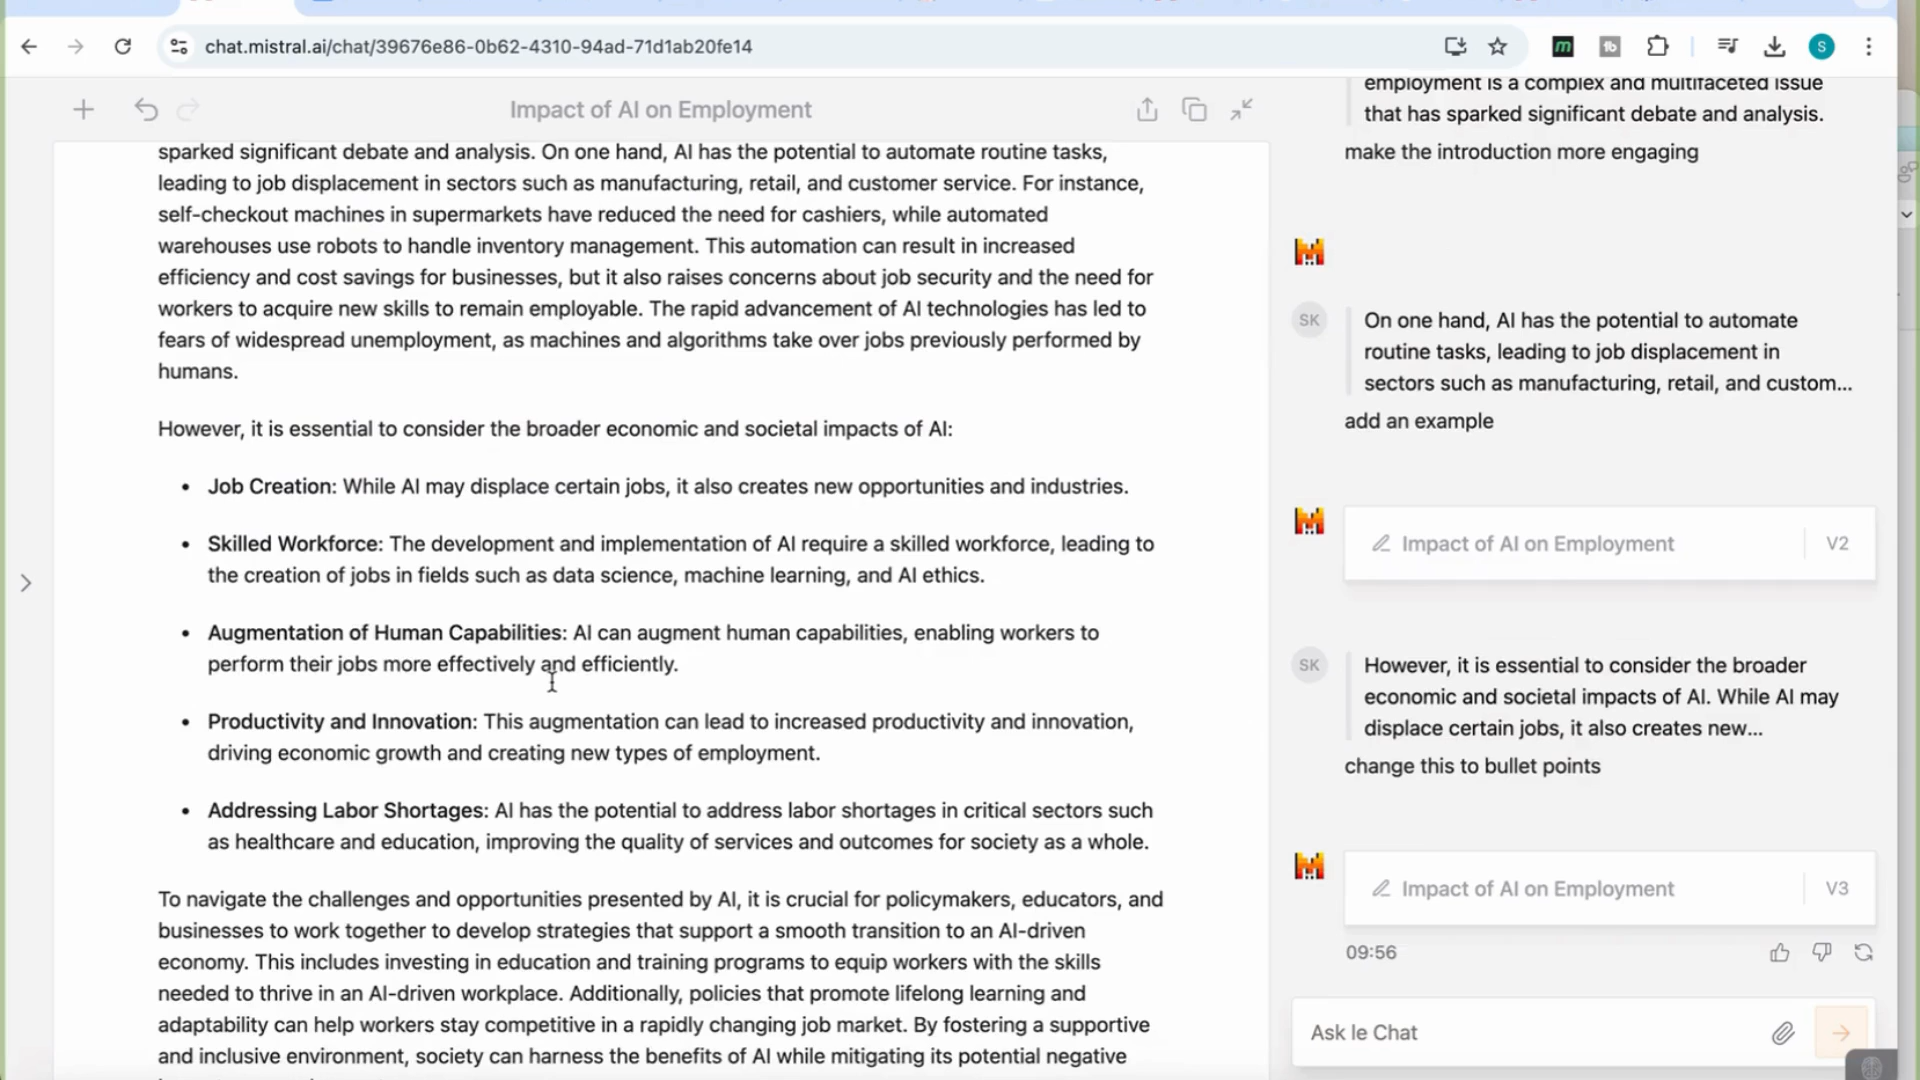 chat.mistral.ai/chat/39676e86-0b62-4310-94ad-71d1ab20fe14
m
tb
S
Impact of AI on Employment
sparked significant debate and analysis. On one hand, AI has the potential to automate routine tasks,
leading to job displacement in sectors such as manufacturing, retail, and customer service. For instance,
self-checkout machines in supermarkets have reduced the need for cashiers, while automated
warehouses use robots to handle inventory management. This automation can result in increased
efficiency and cost savings for businesses, but it also raises concerns about job security and the need for
workers to acquire new skills to remain employable. The rapid advancement of AI technologies has led to
fears of widespread unemployment, as machines and algorithms take over jobs previously performed by
humans.
However, it is essential to consider the broader economic and societal impacts of AI:
• Job Creation: While AI may displace certain jobs, it also creates new opportunities and industries.
• Skilled Workforce: The development and implementation of AI require a skilled workforce, leading to
the creation of jobs in fields such as data science, machine learning, and AI ethics.
• Augmentation of Human Capabilities: AI can augment human capabilities, enabling workers to
perform their jobs more effectively and efficiently.
• Productivity and Innovation: This augmentation can lead to increased productivity and innovation,
driving economic growth and creating new types of employment.
• Addressing Labor Shortages: AI has the potential to address labor shortages in critical sectors such
as healthcare and education, improving the quality of services and outcomes for society as a whole.
To navigate the challenges and opportunities presented by AI, it is crucial for policymakers, educators, and
businesses to work together to develop strategies that support a smooth transition to an AI-driven
economy. This includes investing in education and training programs to equip workers with the skills
needed to thrive in an AI-driven workplace. Additionally, policies that promote lifelong learning and
adaptability can help workers stay competitive in a rapidly changing job market. By fostering a supportive
and inclusive environment, society can harness the benefits of AI while mitigating its potential negative
employment is a complex and multifaceted issue
that has sparked significant debate and analysis.
make the introduction more engaging
SK
On one hand, AI has the potential to automate
routine tasks, leading to job displacement in
sectors such as manufacturing, retail, and custom...
add an example
Impact of AI on Employment
V2
SK
However, it is essential to consider the broader
economic and societal impacts of AI. While AI may
displace certain jobs, it also creates new...
change this to bullet points
Impact of AI on Employment
V3
09:56
Ask le Chat